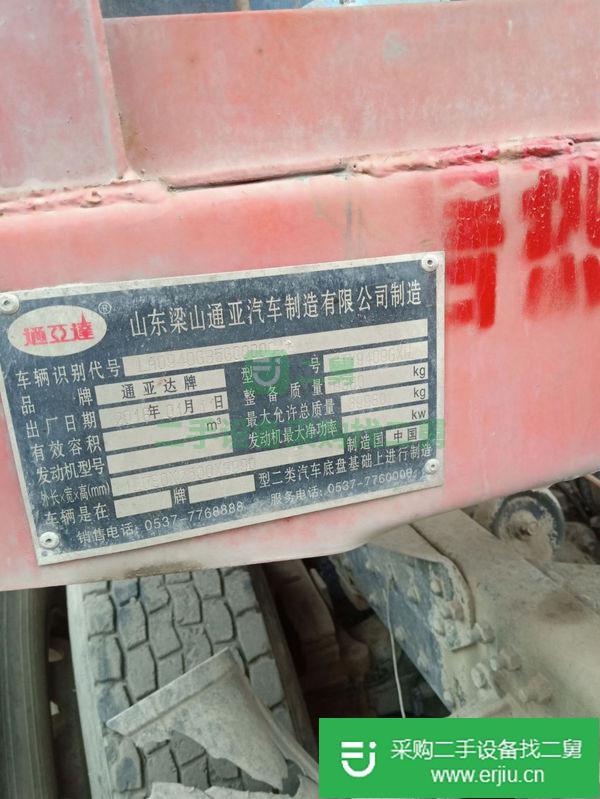 通亚達®
山东梁山通亚汽车制造有限公司制造
车辆识别代号
品 牌 通亚达牌 型 号
出厂日期 年 月 日 整备质量 kg
有效容积 m³ 最大允许总质量 kg
发动机型号 发动机最大净功率 kw
外长×宽×高(mm) 制造国 中国
车辆是在 牌 型二类汽车底盘基础上进行制造
销售电话: 0537-7768888 服务电话: 0537-7760009
采购二手设备找二舅
www.erjiu.cn